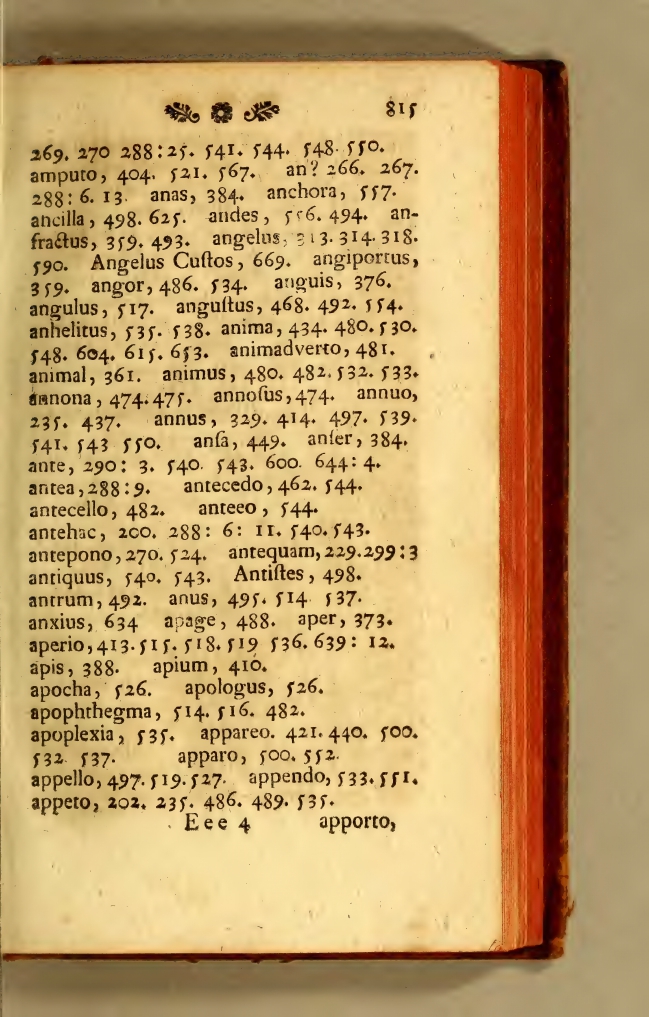 815
269. 270 288:25. 541. 544. 548. 550.
amputo, 404. 521. 567. an? 266. 267.
288: 6. 13. anas, 384. anchora, 557.
ancilla, 498. 625. andes, 556. 494. an-
fractus, 359. 493. angelus, 313. 314. 318.
590. Angelus Cuſtos, 669. angiportus,
359. angor, 486. 534. anguis, 376.
angulus, 517. anguſtus, 468. 492. 554.
anhelitus, 535. 538. anima, 434. 480. 530.
548. 604. 615. 653. animadverto, 481.
animal, 361. animus, 480. 482. 532. 533.
annona, 474. 475. annoſus, 474. annuo,
235. 437. annus, 329. 414. 497. 539.
541. 543 550. anſa, 449. anſer, 384.
ante, 290: 3. 540. 543. 600. 644: 4.
antea, 288:9. antecedo, 462. 544.
antecello, 482. anteeo, 544.
antehac, 200. 288: 6: 11. 540. 543.
antepono, 270. 524. antequam, 229. 299:3
antiquus, 540. 543. Antiſtes, 498.
antrum, 492. anus, 495. 514 537.
anxius, 634 apage, 488. aper, 373.
aperio, 413. 515. 518. 519 536. 639: 12.
apis, 388. apium, 410.
apocha, 526. apologus, 526.
apophthegma, 514. 516. 482.
apoplexia, 535. appareo. 421. 440. 500.
532. 537. apparo, 500. 552.
appello, 497. 519. 527. appendo, 533. 551.
appeto, 202. 235. 486. 489. 535.
Eee 4 apporto,